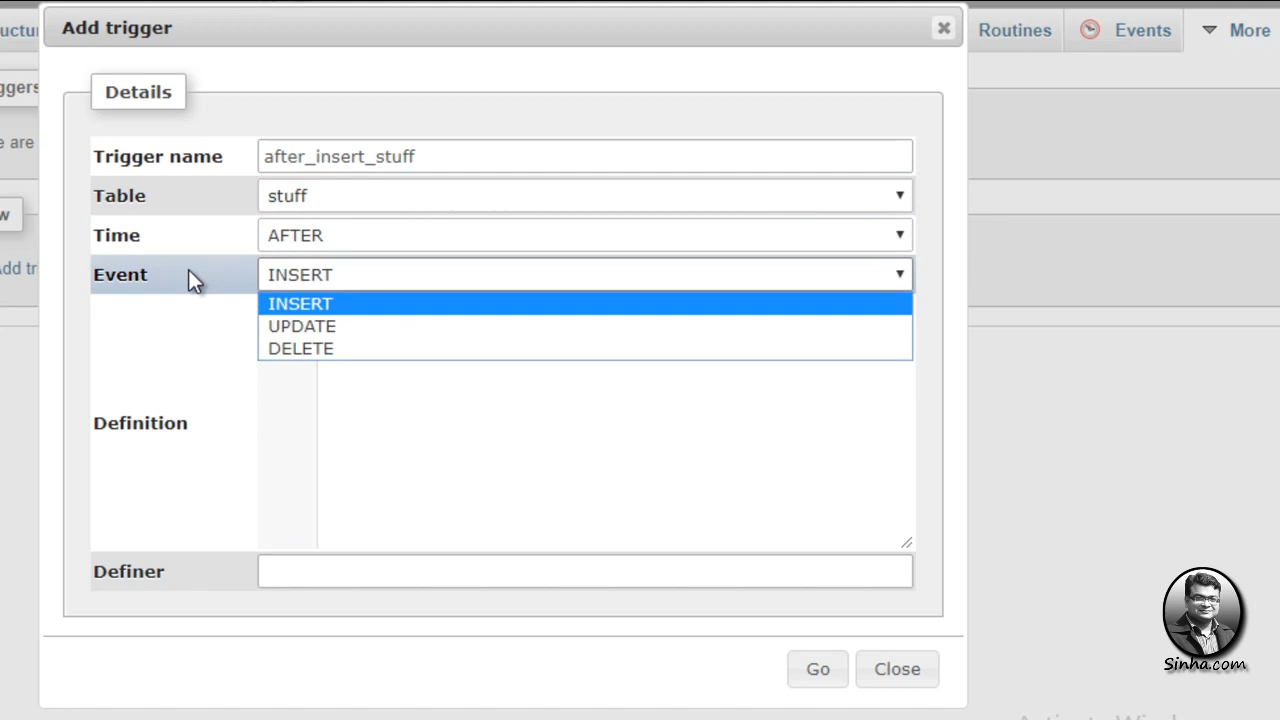 Add trigger
Routines
Events
More
Details
Trigger name
after_insert_stuff
Table
stuff
Time
AFTER
Event
INSERT
INSERT
UPDATE
DELETE
Definition
Definer
Go
Close
Sinha.com